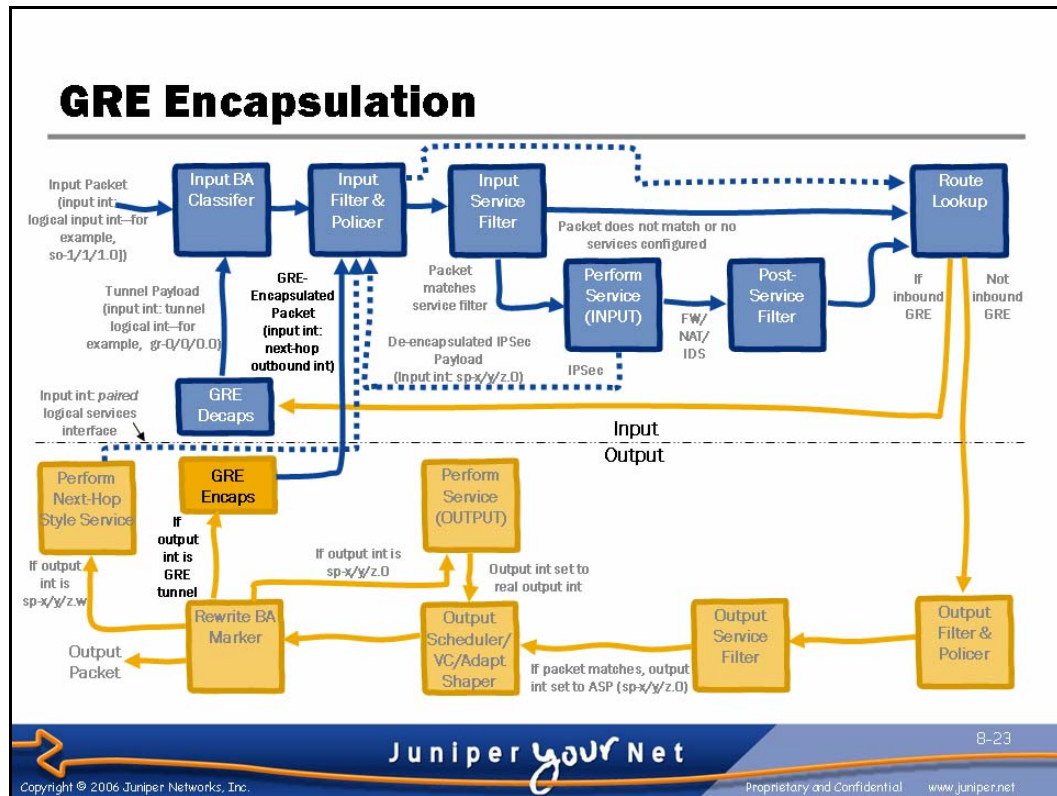 GRE Encapsulation
Input Packet
(input int:
logical input int—for
example,
so-1/1/1.0])
Input BA
Classifer
Input
Filter &
Policer
Input
Service
Filter
Route
Lookup
Packet does not match or no
services configured
Tunnel Payload
(input int: tunnel
logical int—for
example, gr-0/0/0.0)
GRE-
Encapsulated
Packet
(input int:
next-hop
outbound int)
Packet
matches
service filter
Perform
Service
(INPUT)
FW/
NAT/
IDS
Post-
Service
Filter
If
inbound
GRE
Not
inbound
GRE
De-encapsulated IPSec
Payload
(Input int: sp-x/y/z.0)
IPSec
GRE
Decaps
Input int: paired
logical services
interface
Input
Output
Perform
Next-Hop
Style Service
GRE
Encaps
Perform
Service
(OUTPUT)
If output
int is
sp-x/y/z.w
If
output
int is
GRE
tunnel
If output int is
sp-x/y/z.0
Output int set to
real output int
Rewrite BA
Marker
Output
Packet
Output
Scheduler/
VC/Adapt
Shaper
If packet matches, output
int set to ASP (sp-x/y/z.0)
Output
Service
Filter
Output
Filter &
Policer
Juniper your Net
8-23
Copyright © 2006 Juniper Networks, Inc.
Proprietary and Confidential
www.juniper.net